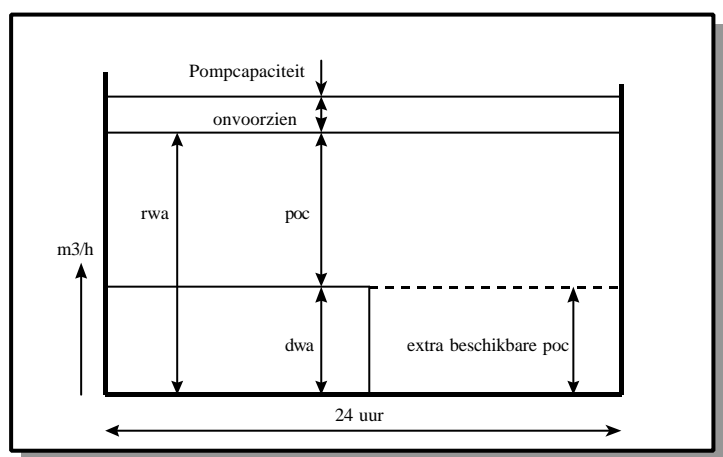 Pompcapaciteit
onvoorzien
rwa
poc
m3/h
dwa
extra beschikbare poc
24 uur